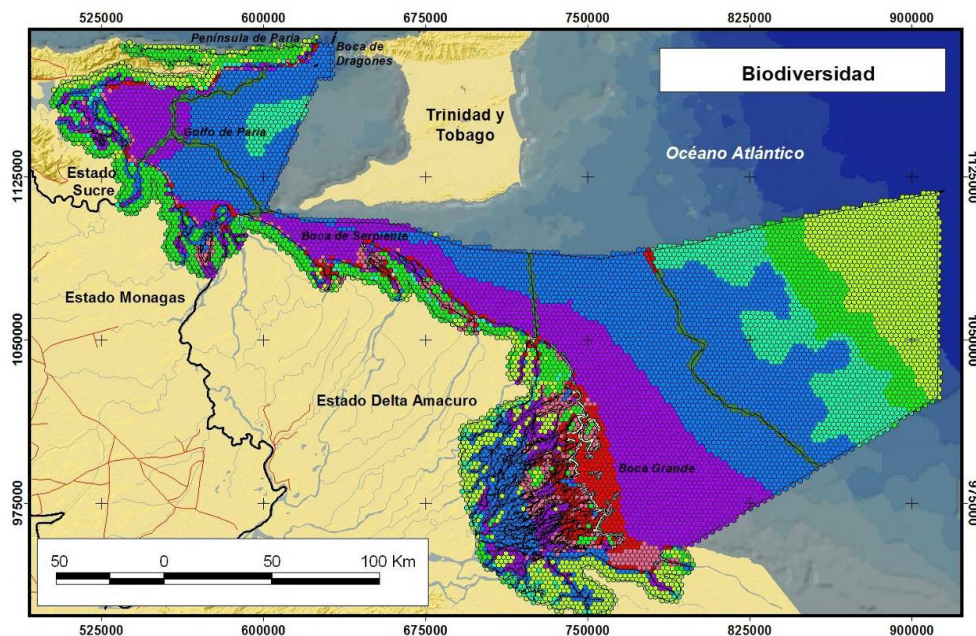 525000 600000 675000 750000 825000 900000
Península de Paria
Boca de
Dragones
Biodiversidad
Trinidad y
Tobago
Golfo de Paria
Océano Atlántico
Estado
Sucre
1125000
1125000
Boca de Serpiente
Estado Monagas
1050000
1050000
Estado Delta Amacuro
Boca Grande
975000
975000
50 0 50 100 Km
525000 600000 675000 750000 825000 900000